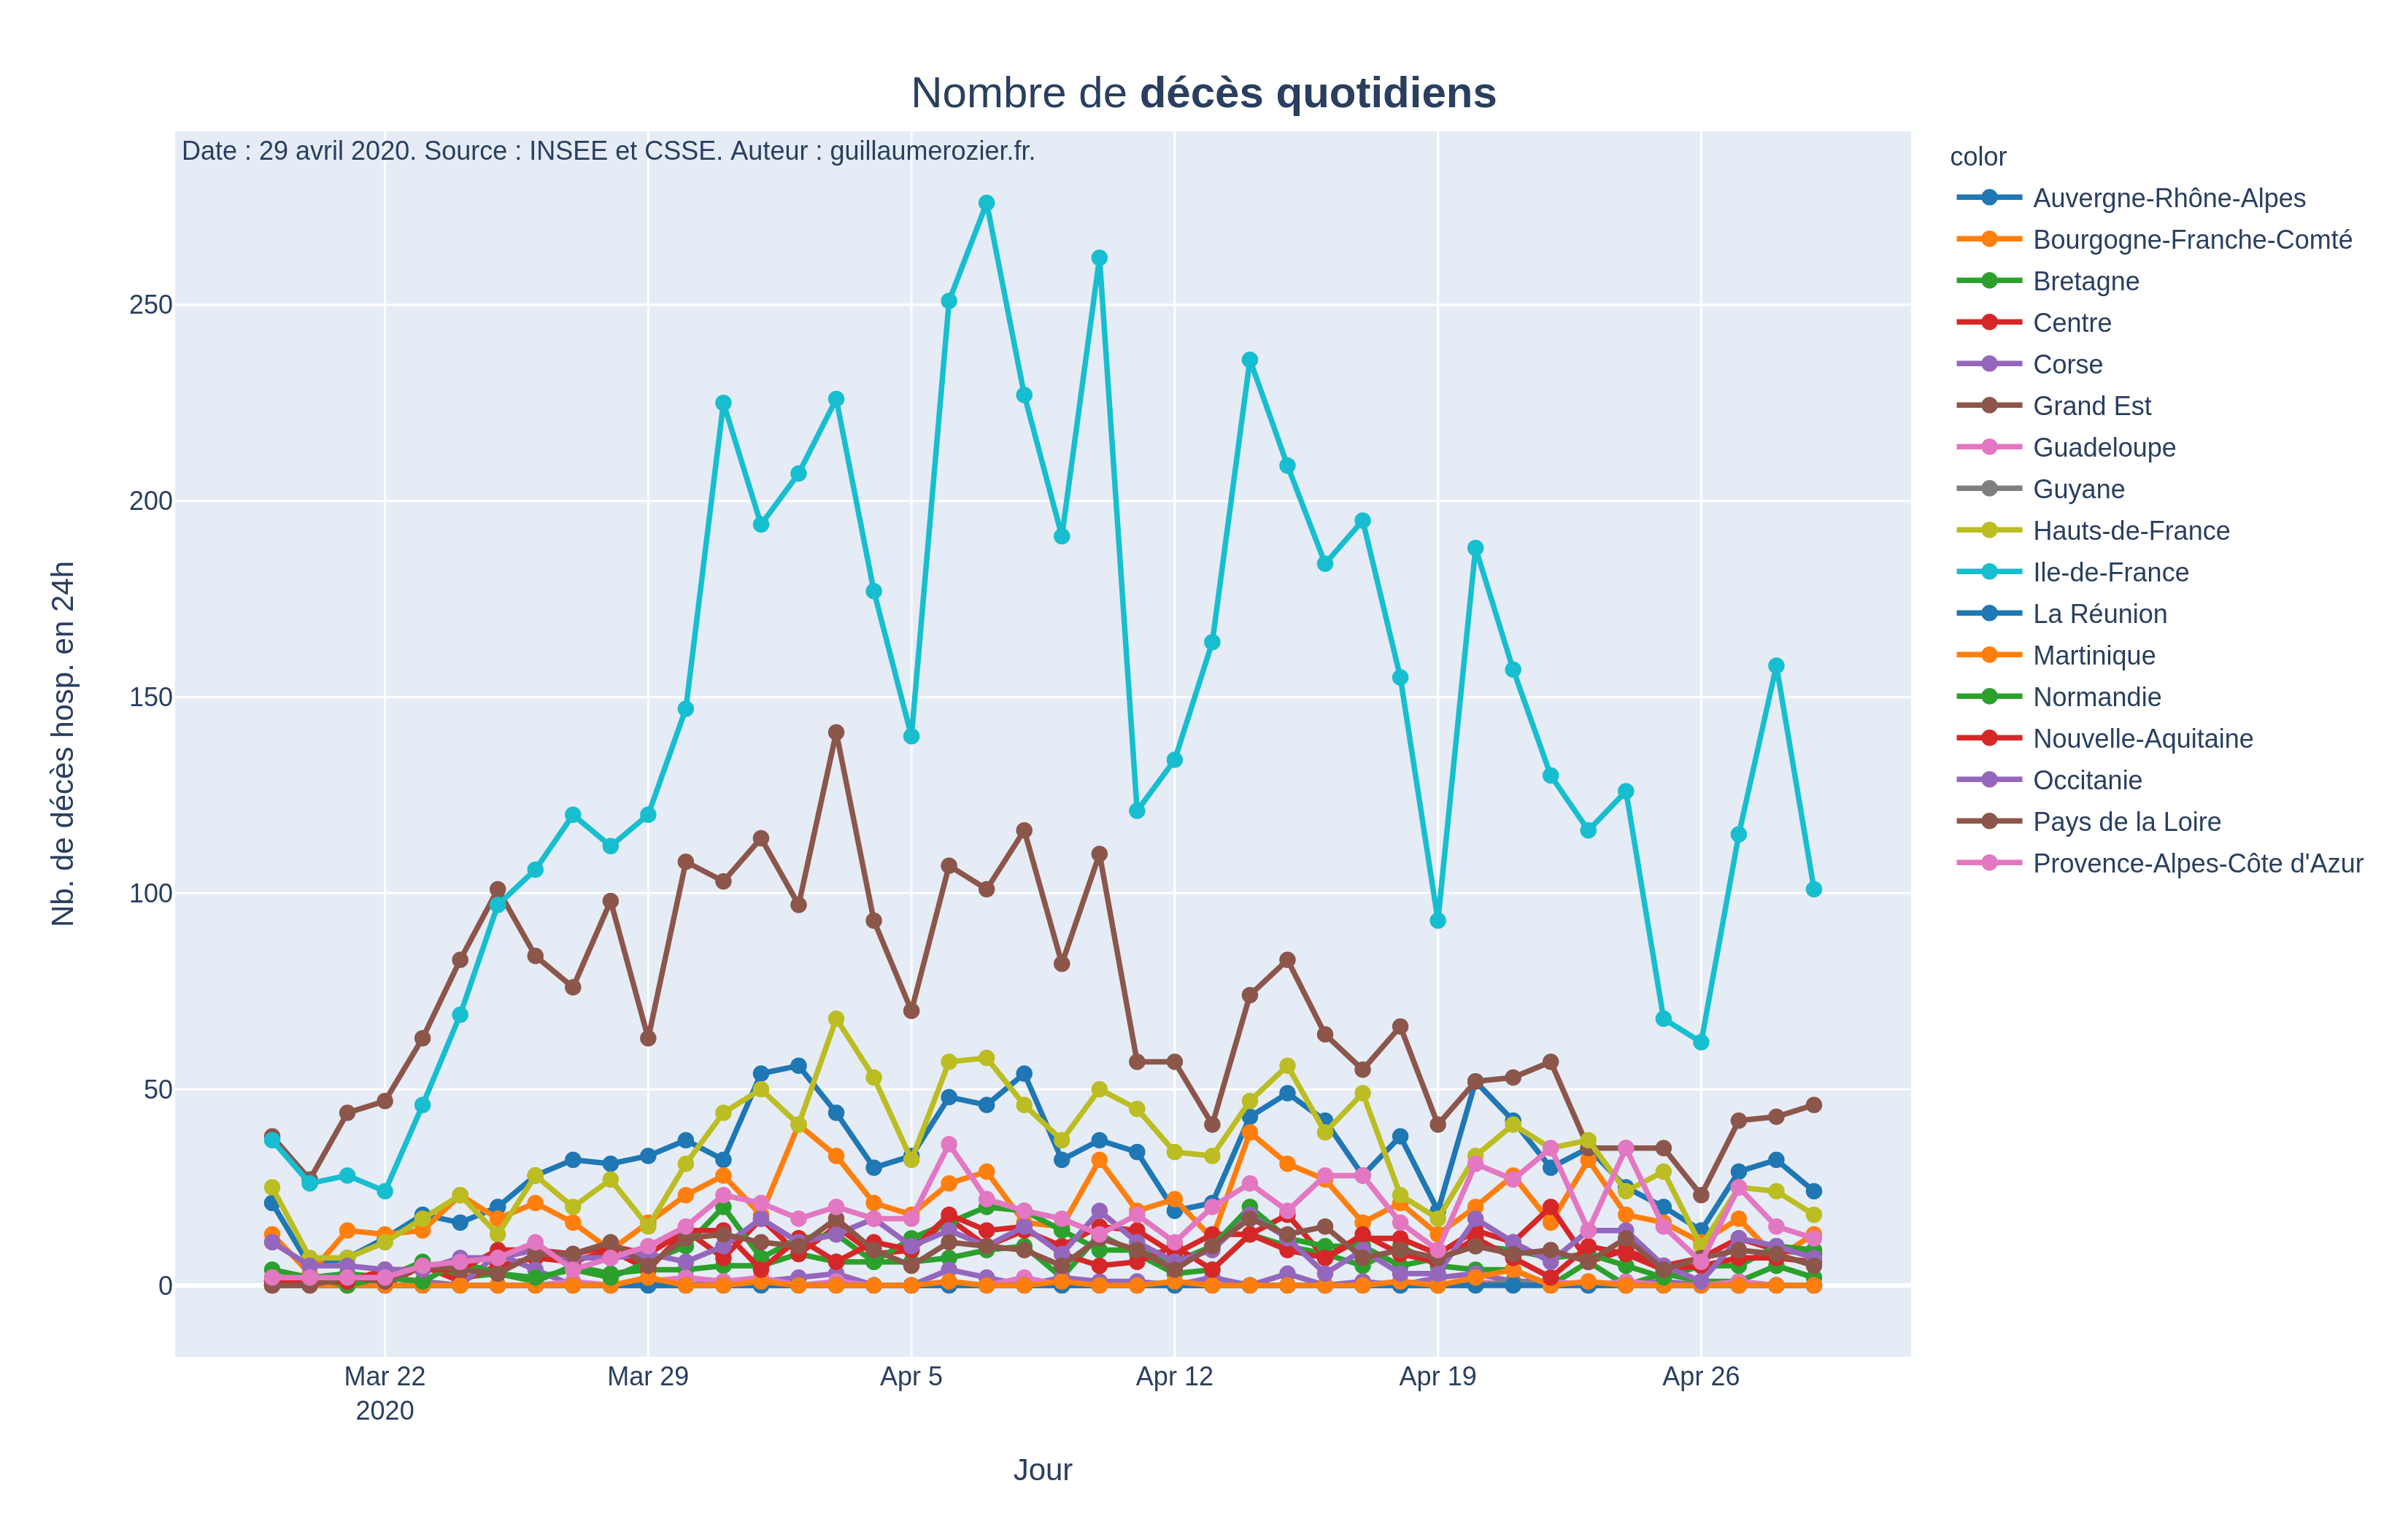 Nombre de décès quotidiens
Date : 29 avril 2020. Source : INSEE et CSSE. Auteur : guillaumerozier.fr.
color
Auvergne-Rhône-Alpes
Bourgogne-Franche-Comté
Bretagne
Centre
Corse
Grand Est
Guadeloupe
Guyane
Hauts-de-France
Ile-de-France
La Réunion
Martinique
Normandie
Nouvelle-Aquitaine
Occitanie
Pays de la Loire
Provence-Alpes-Côte d'Azur
Nb. de décès hosp. en 24h
250
200
150
100
50
0
Mar 22
2020
Mar 29
Apr 5
Apr 12
Apr 19
Apr 26
Jour